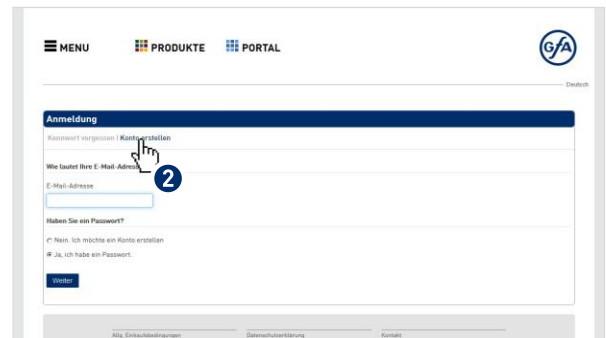 MENU PRODUKTE PORTAL GfA
Deutsch
Anmeldung
Kennwort vergessen | Konto erstellen
Wie lautet Ihre E-Mail-Adresse
2
E-Mail-Adresse
Haben Sie ein Passwort?
Nein. Ich möchte ein Konto erstellen
Ja, ich habe ein Passwort.
Weiter
Allg. Einkaufsbedingungen Datenschutzerklärung Kontakt